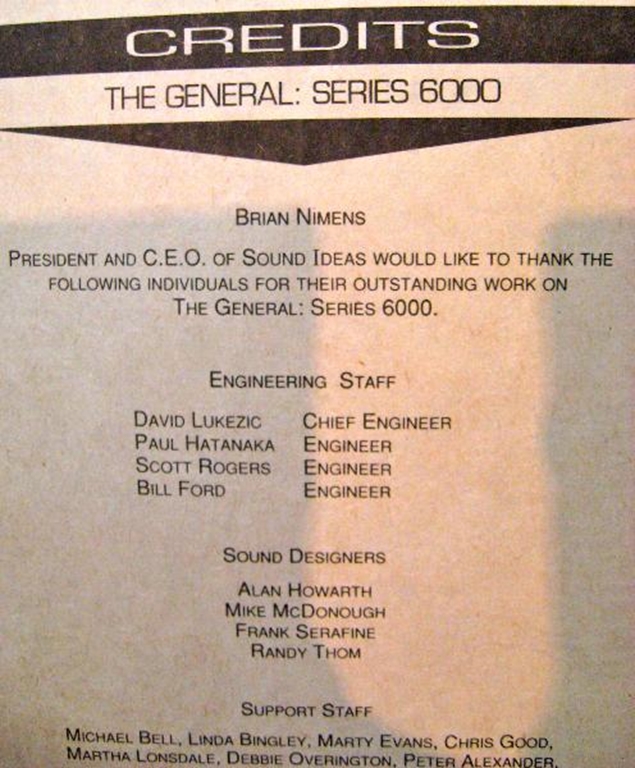 CREDITS
THE GENERAL: SERIES 6000
BRIAN NIMENS
PRESIDENT AND C.E.O. OF SOUND IDEAS WOULD LIKE TO THANK THE
FOLLOWING INDIVIDUALS FOR THEIR OUTSTANDING WORK ON
THE GENERAL: SERIES 6000.
ENGINEERING STAFF
DAVID LUKEZIC CHIEF ENGINEER
PAUL HATANAKA ENGINEER
SCOTT ROGERS ENGINEER
BILL FORD ENGINEER
SOUND DESIGNERS
ALAN HOWARTH
MIKE MCDONOUGH
FRANK SERAFINE
RANDY THOM
SUPPORT STAFF
MICHAEL BELL, LINDA BINGLEY, MARTY EVANS, CHRIS GOOD,
MARTHA LONSDALE, DEBBIE OVERINGTON, PETER ALEXANDER,